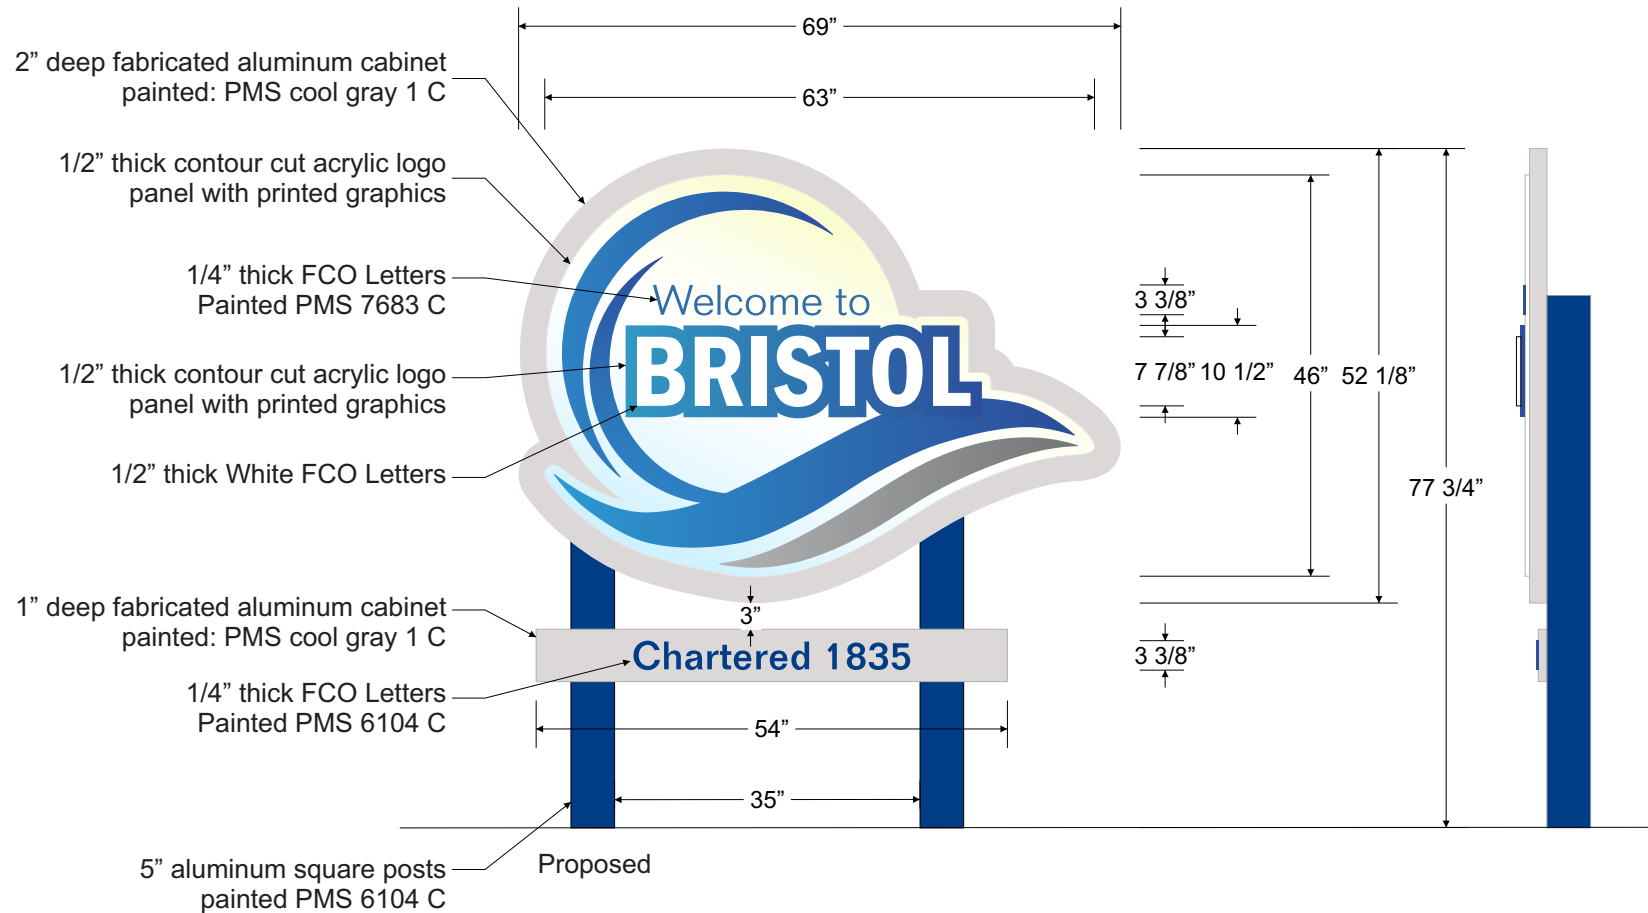 69”
63”
2” deep fabricated aluminum cabinet
painted: PMS cool gray 1 C
1/2” thick contour cut acrylic logo
panel with printed graphics
1/4” thick FCO Letters
Painted PMS 7683 C
1/2” thick contour cut acrylic logo
panel with printed graphics
1/2” thick White FCO Letters
1” deep fabricated aluminum cabinet
painted: PMS cool gray 1 C
1/4” thick FCO Letters
Painted PMS 6104 C
5” aluminum square posts
painted PMS 6104 C
Welcome to
BRISTOL
3”
Chartered 1835
54”
35”
Proposed
3 3/8”
7 7/8” 10 1/2” 46” 52 1/8”
77 3/4”
3 3/8”